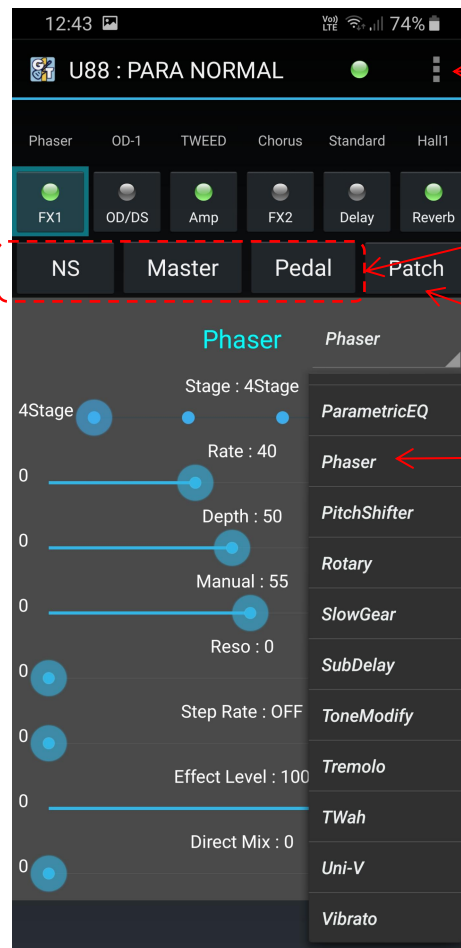 12:43 Vo)) LTE 74%
U88 : PARA NORMAL
Phaser OD-1 TWEED Chorus Standard Hall1
FX1 OD/DS Amp FX2 Delay Reverb
NS Master Pedal Patch
Phaser Phaser
Stage : 4Stage
4Stage
ParametricEQ
Rate : 40
Phaser
0
Depth : 50
PitchShifter
0
Rotary
Manual : 55
0
SlowGear
Reso : 0
SubDelay
0
Step Rate : OFF
ToneModify
0
Effect Level : 100
Tremolo
0
TWah
Direct Mix : 0
0
Uni-V
Vibrato